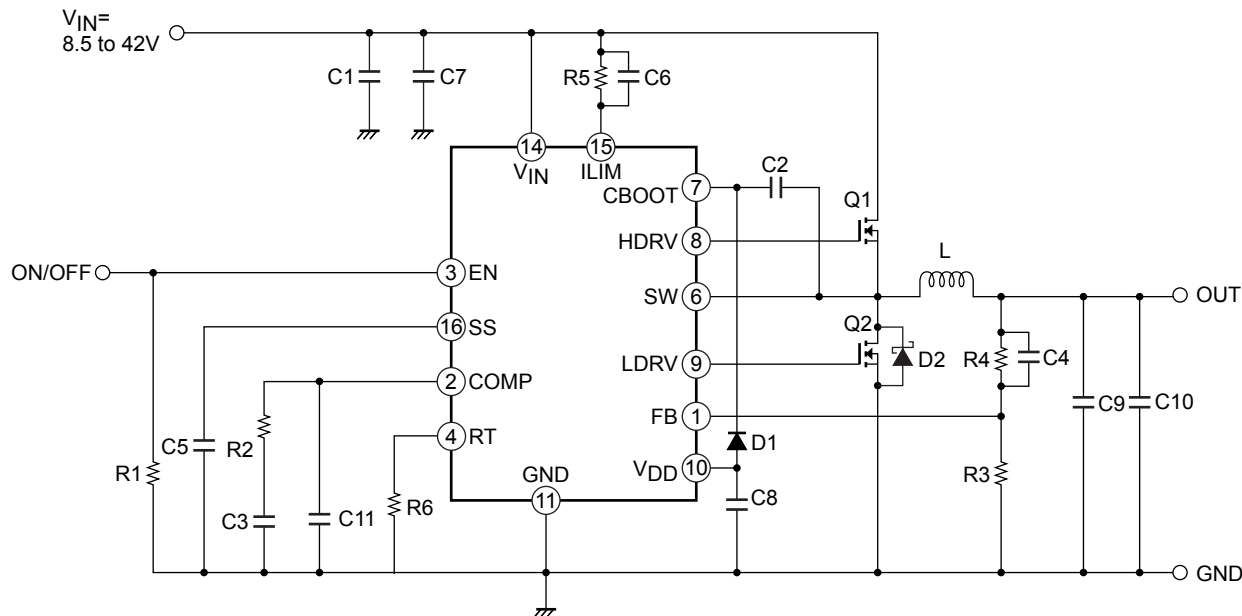 VIN=
8.5 to 42V
C1
C7
R5
C6
14
15
VIN
ILIM
CBOOT
7
C2
Q1
HDRV
8
L
ON/OFF
3
EN
SW
6
OUT
16
SS
Q2
LDRV
9
D2
R4
C4
2
COMP
FB
1
C9
C10
C5
R2
4
RT
D1
R1
GND
VDD
10
R3
11
C8
C3
C11
R6
GND